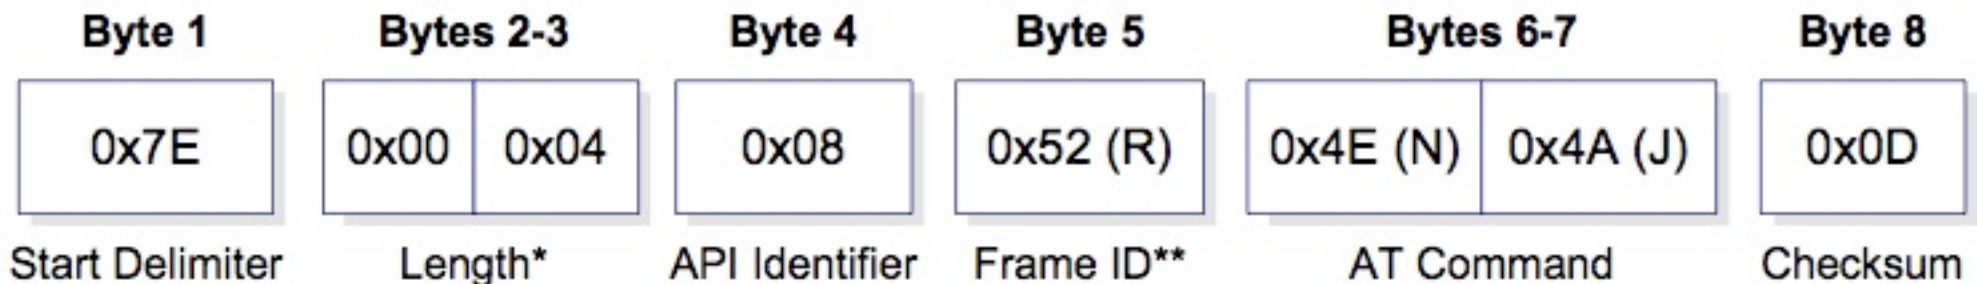 Byte 1 Bytes 2-3 Byte 4 Byte 5 Bytes 6-7 Byte 8
0x7E 0x00 0x04 0x08 0x52 (R) 0x4E (N) 0x4A (J) 0x0D
Start Delimiter Length* API Identifier Frame ID** AT Command Checksum